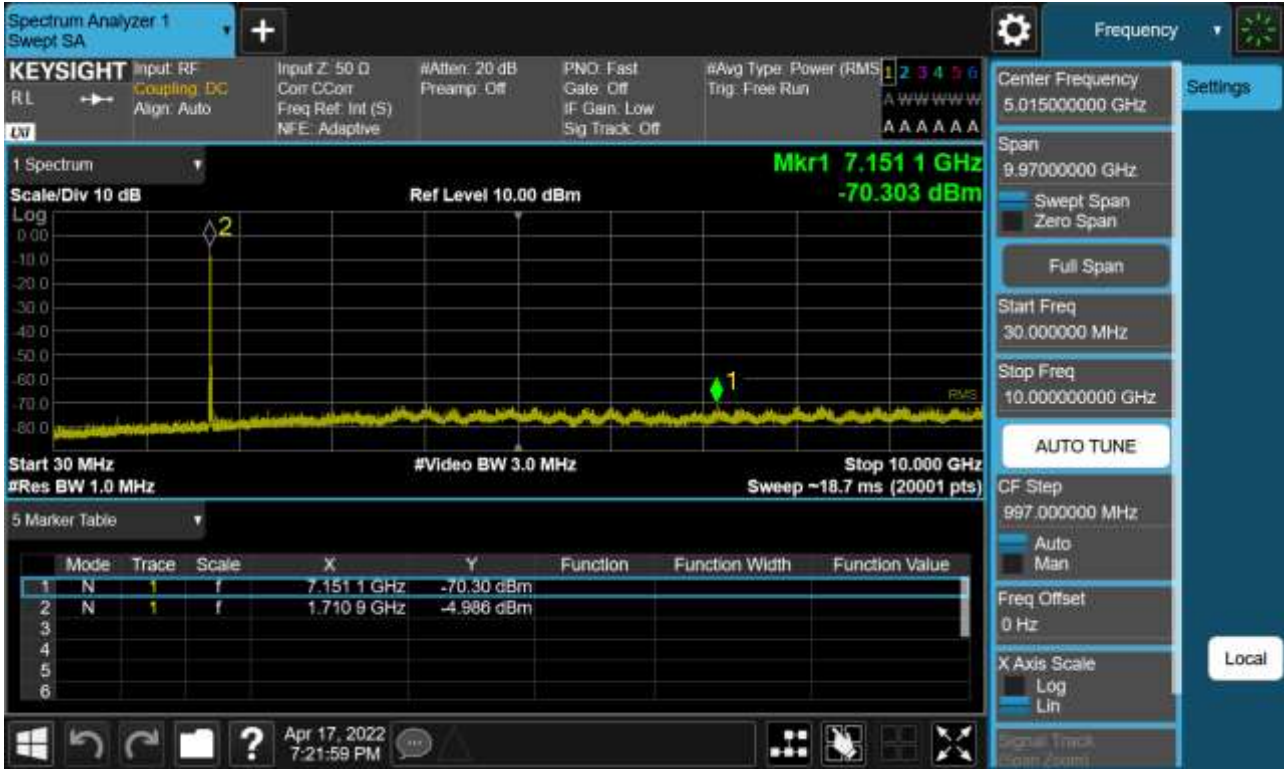 Spectrum Analyzer 1
Swept SA
+
Frequency
KEYSIGHT
RL
LXI
Input: RF
Coupling: DC
Align: Auto
Input Z: 50 Ω
Corr CCorr
Freq Ref: Int (S)
NFE: Adaptive
#Atten: 20 dB
Preamp: Off
PNO: Fast
Gate: Off
IF Gain: Low
Sig Track: Off
#Avg Type: Power (RMS
Trig: Free Run
1 2 3 4 5 6
A W W W W W
A A A A A A
Center Frequency
5.015000000 GHz
Settings
Span
9.97000000 GHz
Swept Span
Zero Span
Full Span
Start Freq
30.000000 MHz
Stop Freq
10.000000000 GHz
AUTO TUNE
CF Step
997.000000 MHz
Auto
Man
Freq Offset
0 Hz
X Axis Scale
Log
Lin
Signal Track
(Span Zoom)
Local
1 Spectrum
Scale/Div 10 dB
Ref Level 10.00 dBm
Mkr1 7.151 1 GHz
-70.303 dBm
Log
0.00
-10.0
-20.0
-30.0
-40.0
-50.0
-60.0
-70.0
-80.0
2
1
RMS
Start 30 MHz
#Video BW 3.0 MHz
Stop 10.000 GHz
#Res BW 1.0 MHz
Sweep ~18.7 ms (20001 pts)
5 Marker Table
Mode Trace Scale X Y Function Function Width Function Value
1 N 1 f 7.151 1 GHz -70.30 dBm
2 N 1 f 1.710 9 GHz -4.986 dBm
3
4
5
6
?
Apr 17, 2022
7:21:59 PM